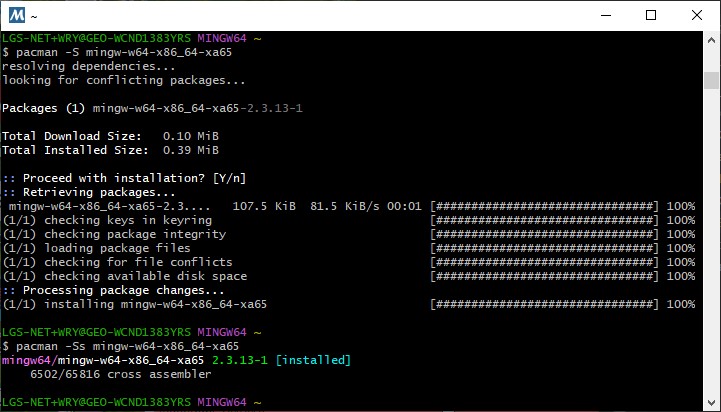 M ~
LGS-NET+WRY@GEO-WCND1383YRS MINGW64 ~
$ pacman -S mingw-w64-x86_64-xa65
resolving dependencies...
looking for conflicting packages...
Packages (1) mingw-w64-x86_64-xa65-2.3.13-1
Total Download Size:   0.10 MiB
Total Installed Size:  0.39 MiB
:: Proceed with installation? [Y/n]
:: Retrieving packages...
 mingw-w64-x86_64-xa65-2.3....   107.5 KiB  81.5 KiB/s 00:01 [###############################] 100%
(1/1) checking keys in keyring                               [###############################] 100%
(1/1) checking package integrity                             [###############################] 100%
(1/1) loading package files                                  [###############################] 100%
(1/1) checking for file conflicts                            [###############################] 100%
(1/1) checking available disk space                          [###############################] 100%
:: Processing package changes...
(1/1) installing mingw-w64-x86_64-xa65                       [###############################] 100%
LGS-NET+WRY@GEO-WCND1383YRS MINGW64 ~
$ pacman -Ss mingw-w64-x86_64-xa65
mingw64/mingw-w64-x86_64-xa65 2.3.13-1 [installed]
    6502/65816 cross assembler
LGS-NET+WRY@GEO-WCND1383YRS MINGW64 ~